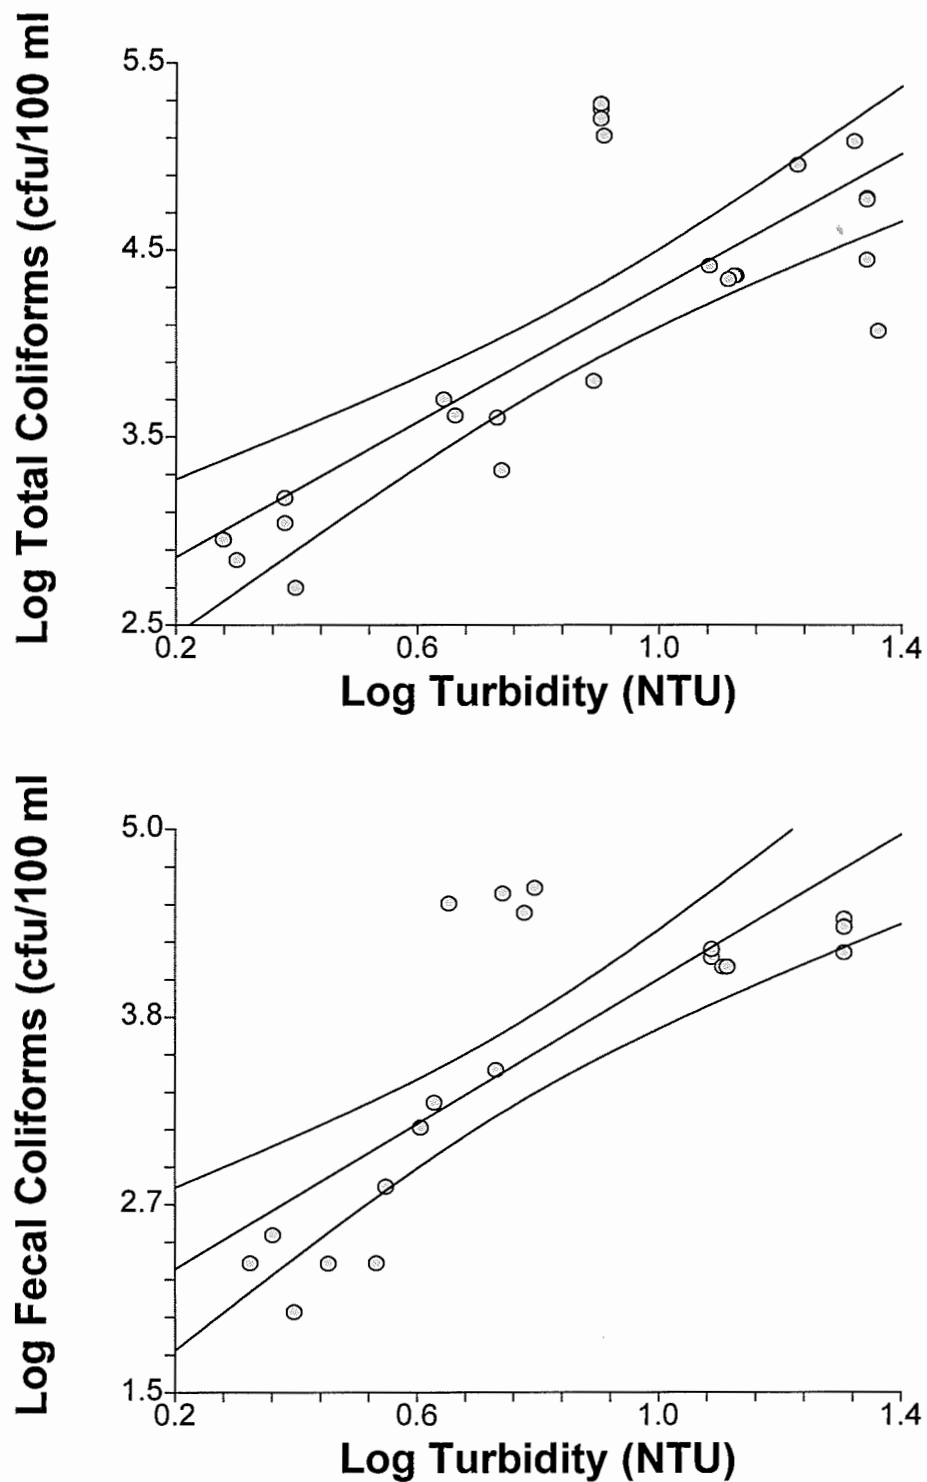 Log Total Coliforms (cfu/100 ml
5.5
4.5
3.5
2.5
0.2 0.6 1.0 1.4
Log Turbidity (NTU)
Log Fecal Coliforms (cfu/100 ml
5.0
3.8
2.7
1.5
0.2 0.6 1.0 1.4
Log Turbidity (NTU)